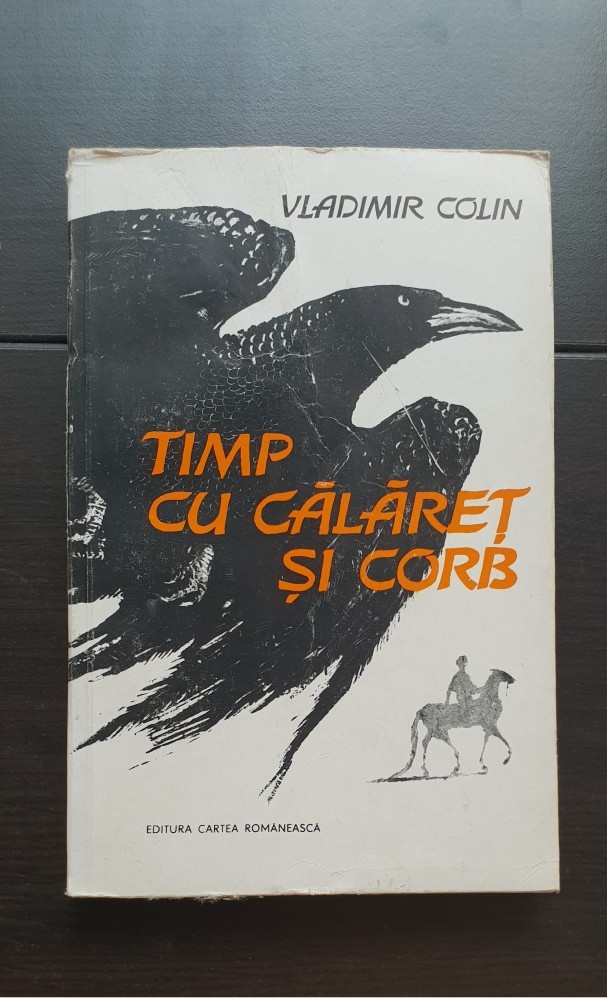 VLADIMIR COLIN
TIMP
CU CĂLĂREȚ
ȘI CORB
EDITURA CARTEA ROMÂNEASCĂ